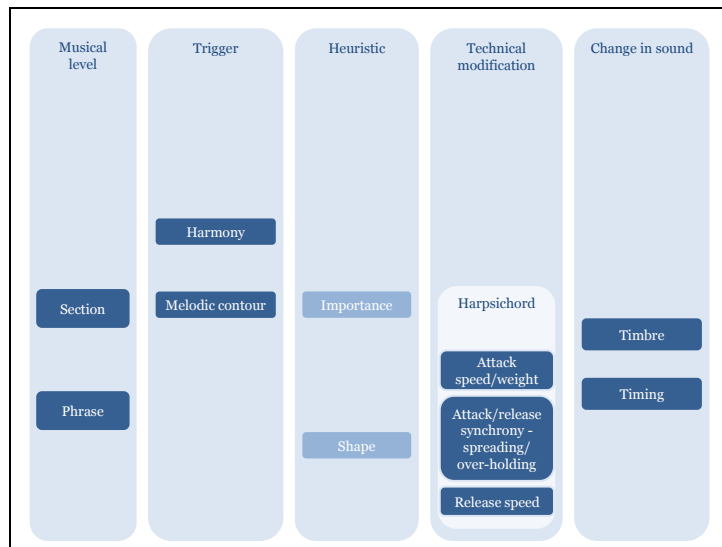 Musical
level
Trigger
Heuristic
Technical
modification
Change in sound
Harmony
Section
Melodic contour
Importance
Harpsichord
Timbre
Attack
speed/weight
Phrase
Timing
Attack/release
synchrony -
spreading/
over-holding
Shape
Release speed